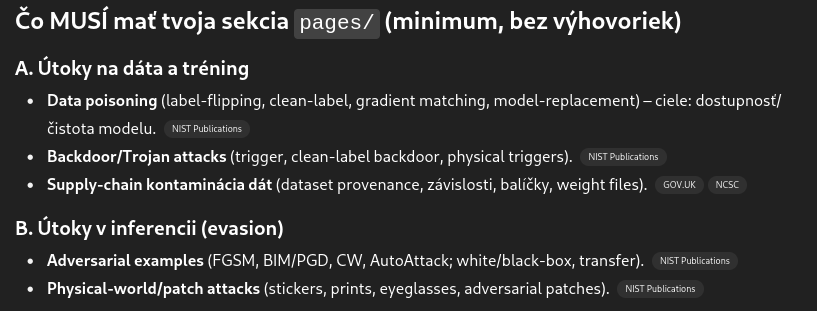 Čo MUSÍ mať tvoja sekcia pages/ (minimum, bez výhovoriek)
A. Útoky na dáta a tréning
• Data poisoning (label-flipping, clean-label, gradient matching, model-replacement) – ciele: dostupnosť/
čistota modelu. NIST Publications
• Backdoor/Trojan attacks (trigger, clean-label backdoor, physical triggers). NIST Publications
• Supply-chain kontaminácia dát (dataset provenance, závislosti, balíčky, weight files). GOV.UK NCSC
B. Útoky v inferencii (evasion)
• Adversarial examples (FGSM, BIM/PGD, CW, AutoAttack; white/black-box, transfer). NIST Publications
• Physical-world/patch attacks (stickers, prints, eyeglasses, adversarial patches). NIST Publications